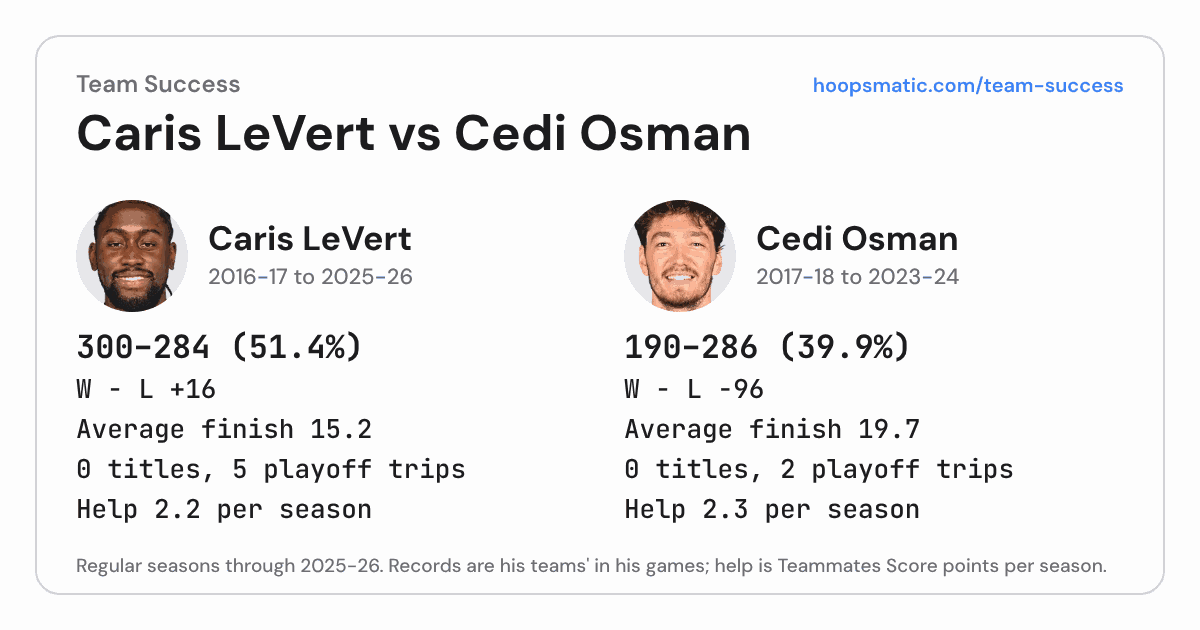 Team Success
hoopsmatic.com/team-success
Caris LeVert vs Cedi Osman
Caris LeVert
2016-17 to 2025-26
300-284 (51.4%)
W - L +16
Average finish 15.2
0 titles, 5 playoff trips
Help 2.2 per season
Cedi Osman
2017-18 to 2023-24
190-286 (39.9%)
W - L -96
Average finish 19.7
0 titles, 2 playoff trips
Help 2.3 per season
Regular seasons through 2025-26. Records are his teams' in his games; help is Teammates Score points per season.